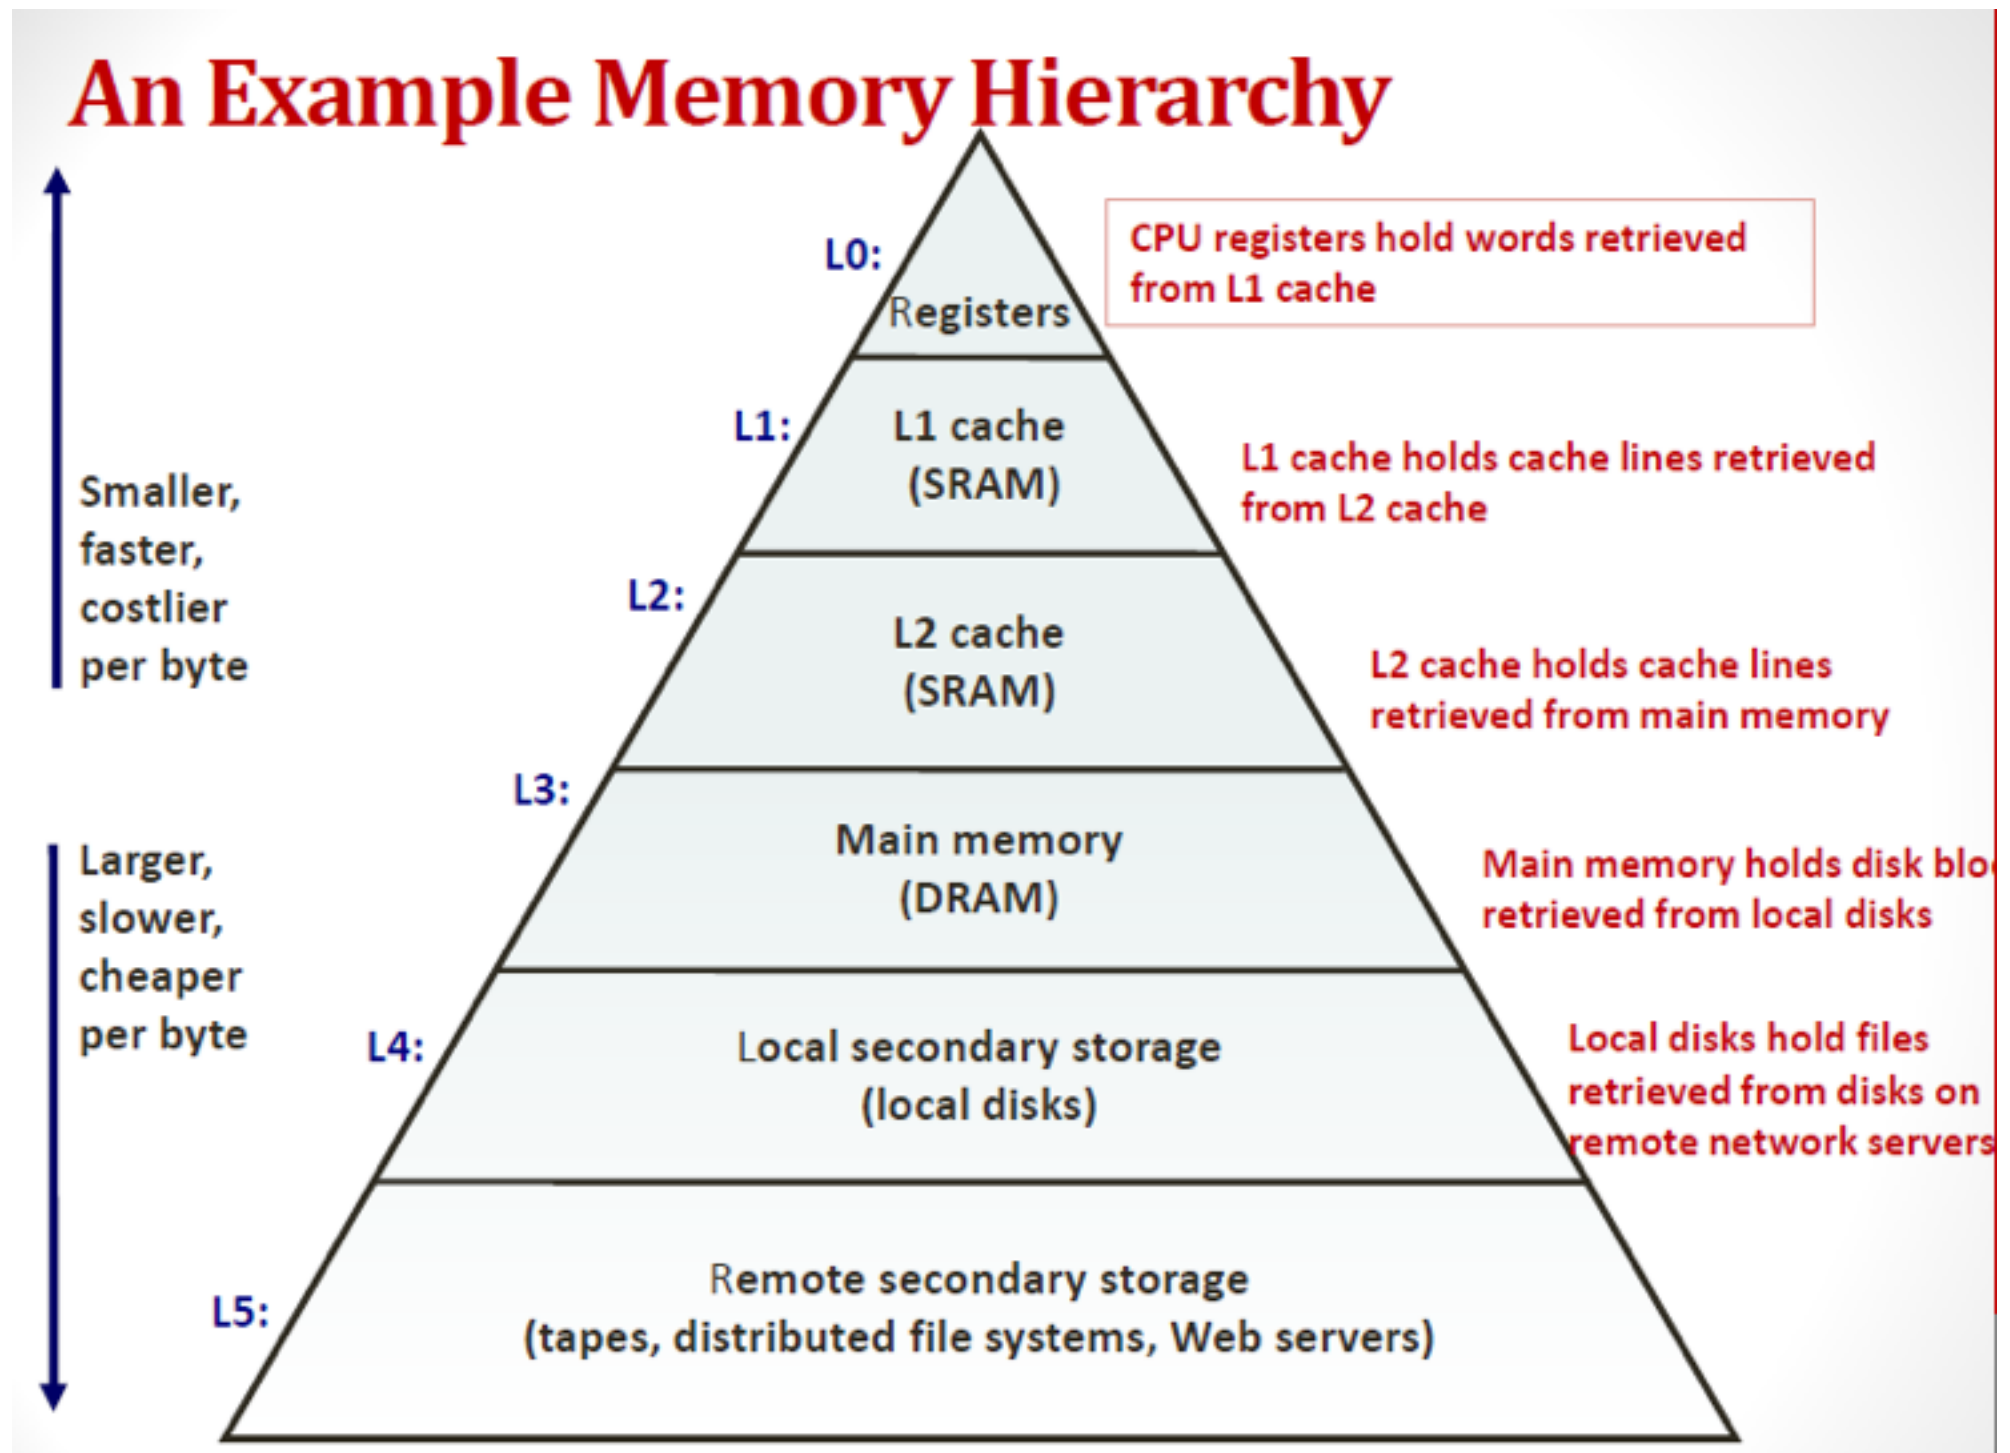 An Example Memory Hierarchy
L0:
Registers
CPU registers hold words retrieved
from L1 cache
L1:
L1 cache
(SRAM)
L1 cache holds cache lines retrieved
from L2 cache
Smaller,
faster,
costlier
per byte
L2:
L2 cache
(SRAM)
L2 cache holds cache lines
retrieved from main memory
L3:
Main memory
(DRAM)
Main memory holds disk
retrieved from local disks
Larger,
slower,
cheaper
per byte
L4:
Local secondary storage
(local disks)
Local disks hold files
retrieved from disks on
remote network servers
L5:
Remote secondary storage
(tapes, distributed file systems, Web servers)